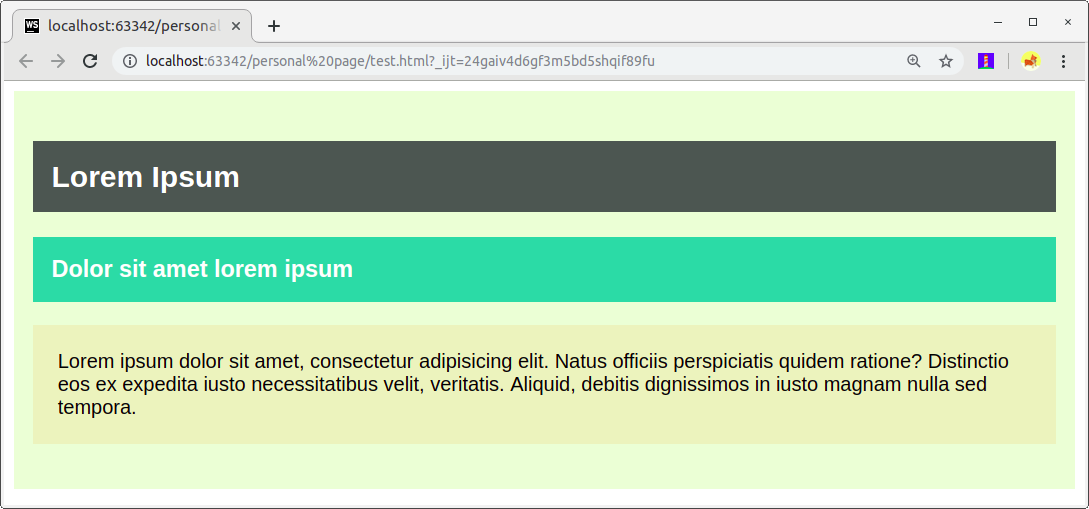 WS localhost:63342/personal
localhost:63342/personal%20page/test.html?_ijt=24gaiv4d6gf3m5bd5shqif89fu
Lorem Ipsum
Dolor sit amet lorem ipsum
Lorem ipsum dolor sit amet, consectetur adipisicing elit. Natus officiis perspiciatis quidem ratione? Distinctio
eos ex expedita iusto necessitatibus velit, veritatis. Aliquid, debitis dignissimos in iusto magnam nulla sed
tempora.